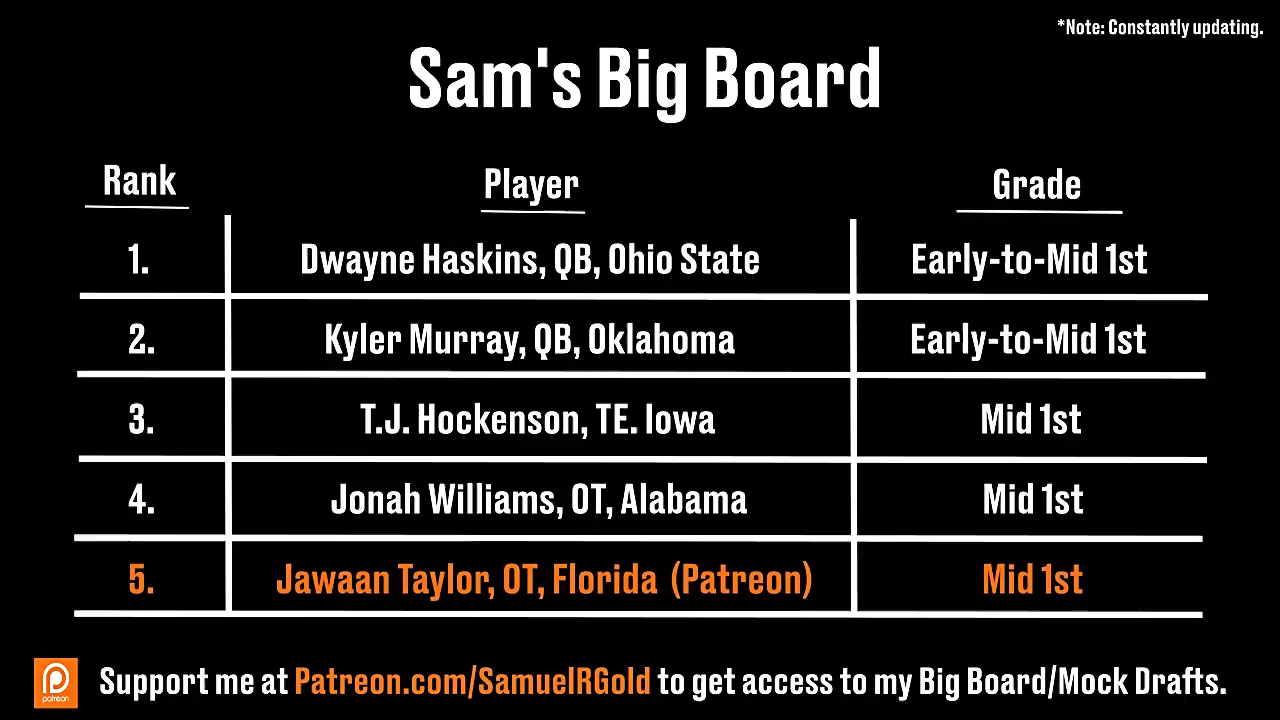 *Note: Constantly updating.
Sam's Big Board
Rank Player Grade
1. Dwayne Haskins, QB, Ohio State Early-to-Mid 1st
2. Kyler Murray, QB, Oklahoma Early-to-Mid 1st
3. T.J. Hockenson, TE. Iowa Mid 1st
4. Jonah Williams, OT, Alabama Mid 1st
5. Jawaan Taylor, OT, Florida (Patreon) Mid 1st
patreon Support me at Patreon.com/SamuelRGold to get access to my Big Board/Mock Drafts.